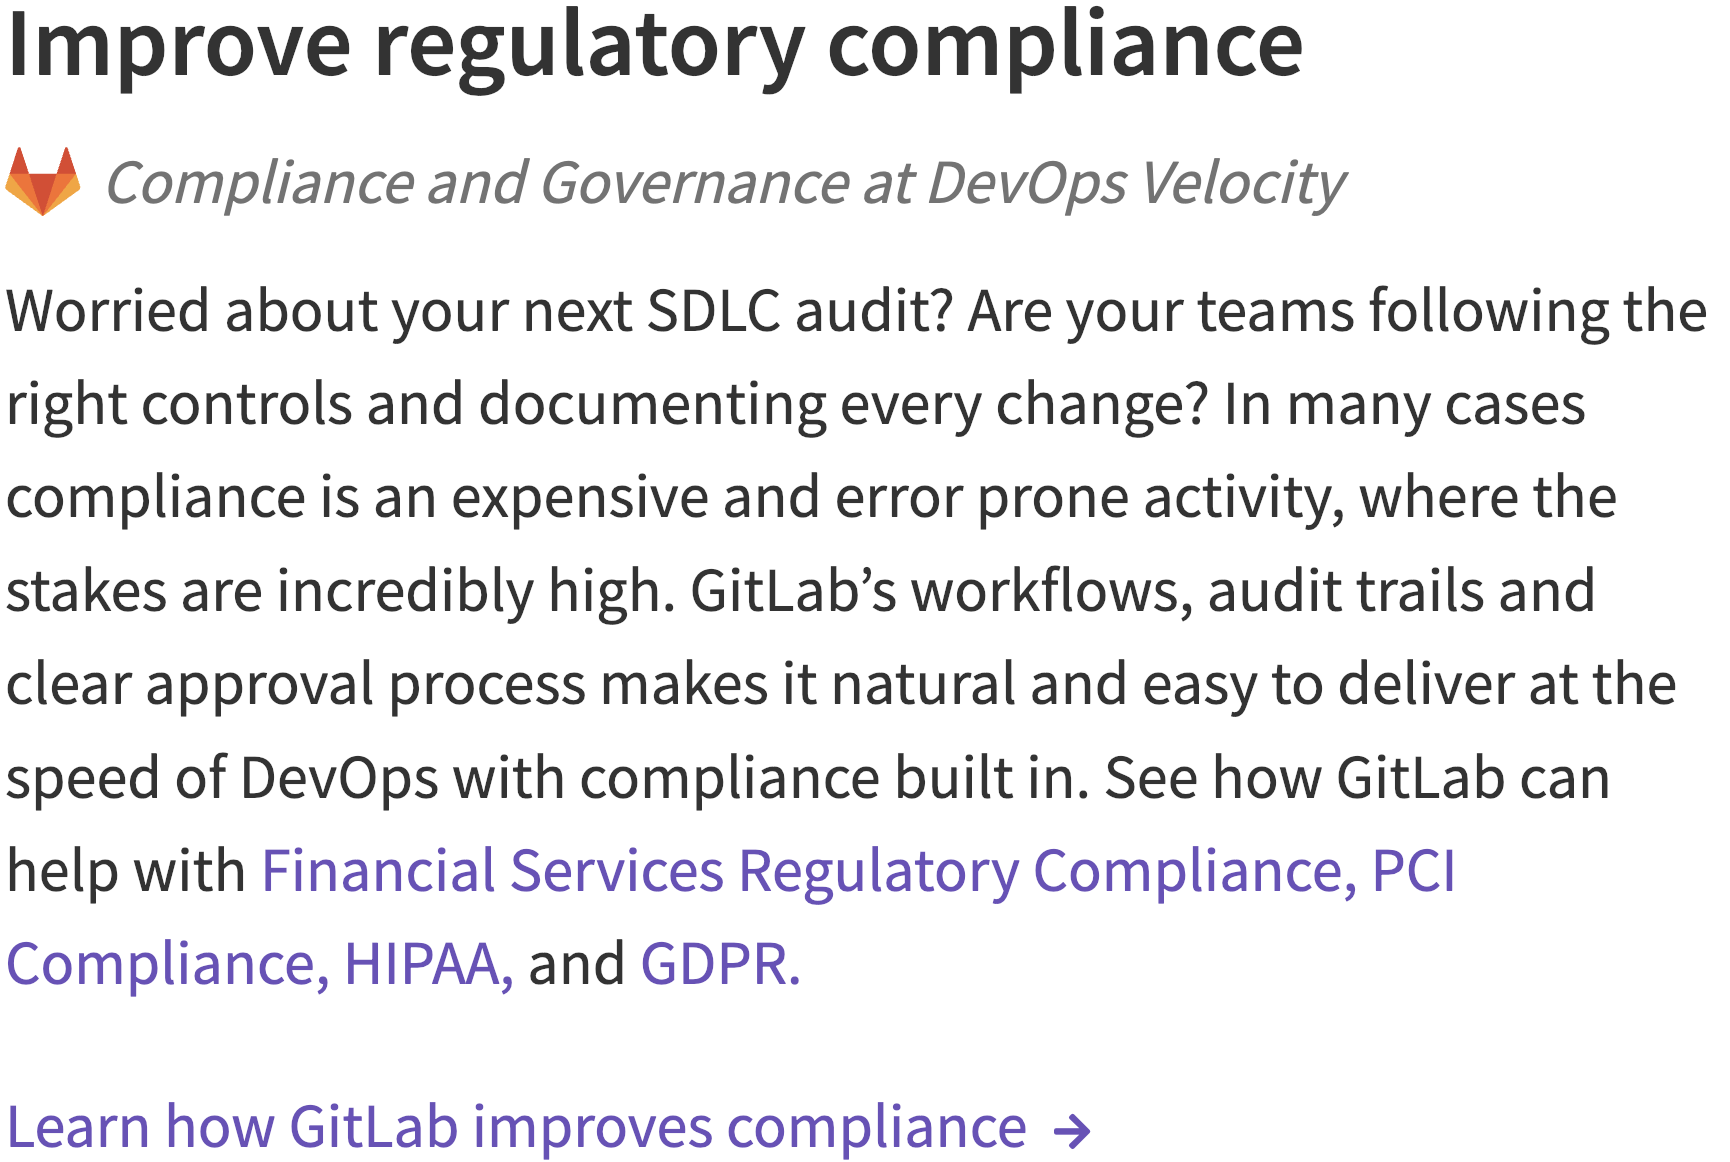 Improve regulatory compliance
Compliance and Governance at DevOps Velocity
Worried about your next SDLC audit? Are your teams following the
right controls and documenting every change? In many cases
compliance is an expensive and error prone activity, where the
stakes are incredibly high. GitLab’s workflows, audit trails and
clear approval process makes it natural and easy to deliver at the
speed of DevOps with compliance built in. See how GitLab can
help with Financial Services Regulatory Compliance, PCI
Compliance, HIPAA, and GDPR.
Learn how GitLab improves compliance →